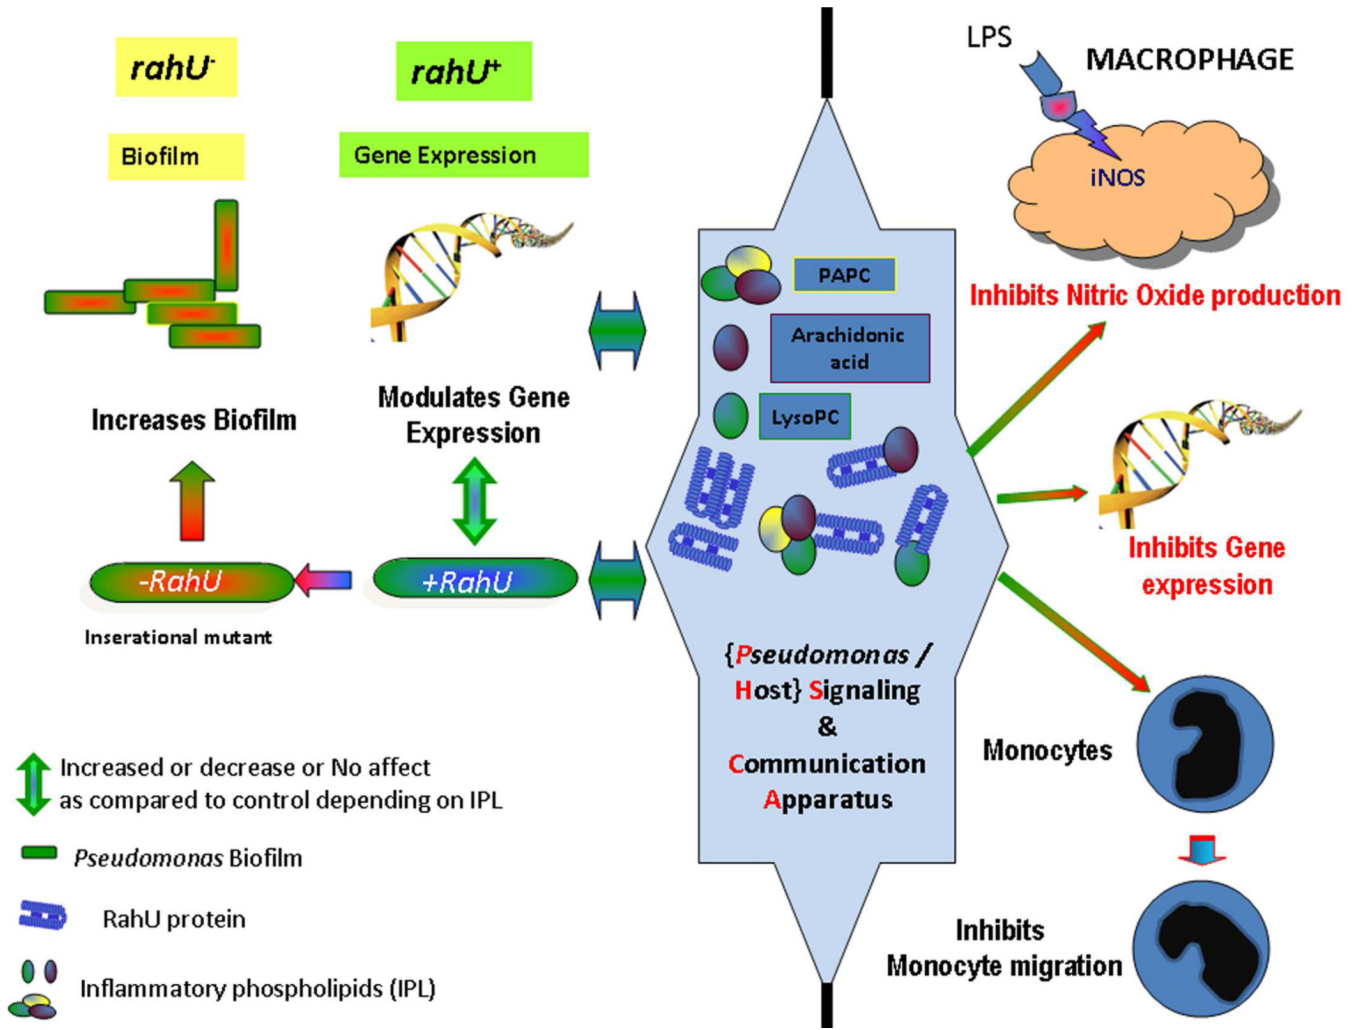 rahU-
rahU+
Biofilm
Gene Expression
Increases Biofilm
Modulates Gene
Expression
-RahU
+RahU
Inserational mutant
Increased or decrease or No affect
as compared to control depending on IPL
Pseudomonas Biofilm
RahU protein
Inflammatory phospholipids (IPL)
PAPC
Arachidonic
acid
LysoPC
{Pseudomonas /
Host} Signaling
&
Communication
Apparatus
LPS
MACROPHAGE
iNOS
Inhibits Nitric Oxide production
Inhibits Gene
expression
Monocytes
Inhibits
Monocyte migration